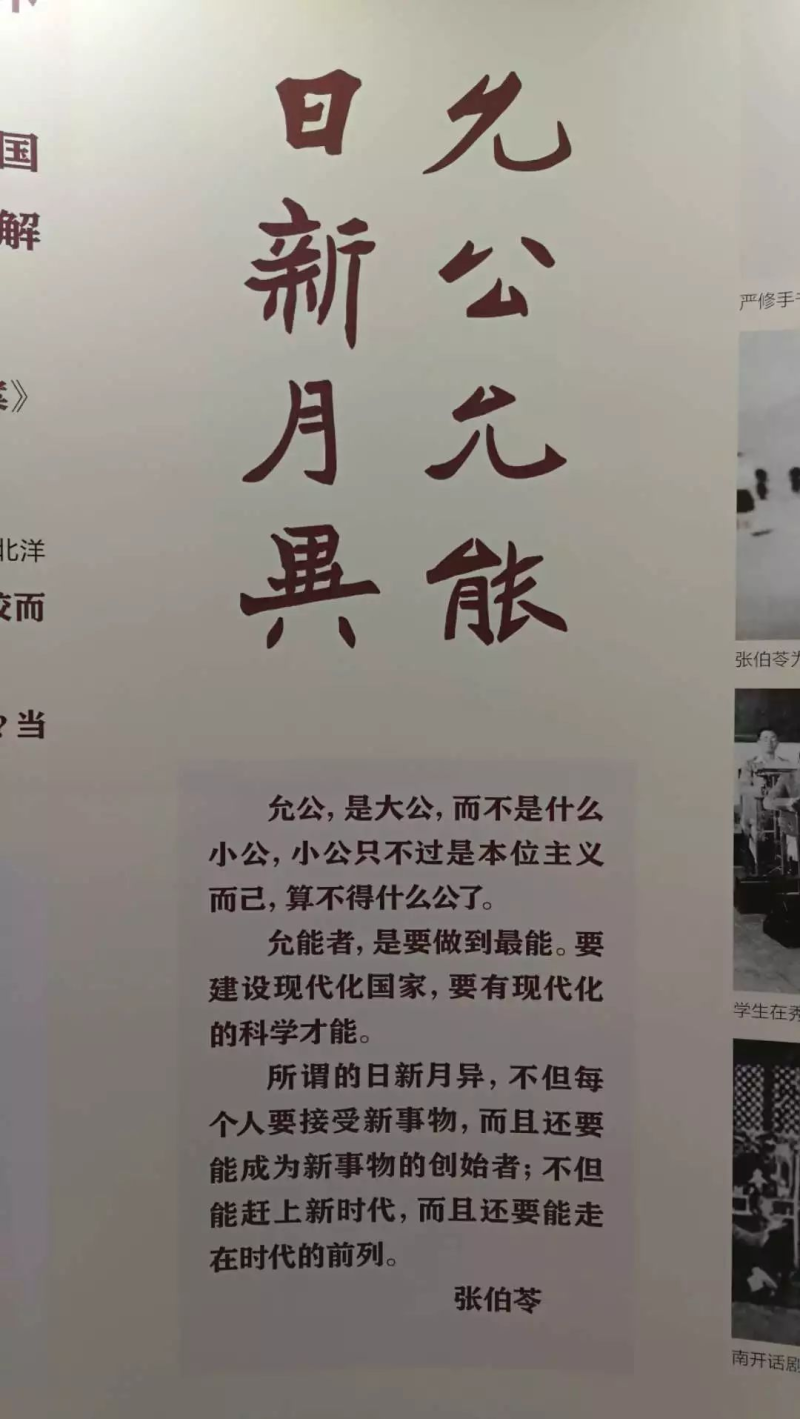 国
解
》
北洋
而
?当
允公允能
日新月異
允公,是大公,而不是什么
小公,小公只不过是本位主义
而己,算不得什么公了。
允能者,是要做到最能。要
建设现代化国家,要有现代化
的科学才能。
所谓的日新月异,不但每
个人要接受新事物,而且还要
能成为新事物的创始者;不但
能赶上新时代,而且还要能走
在时代的前列。
张伯苓
严修手
张伯苓为
学生在秀
南开话剧